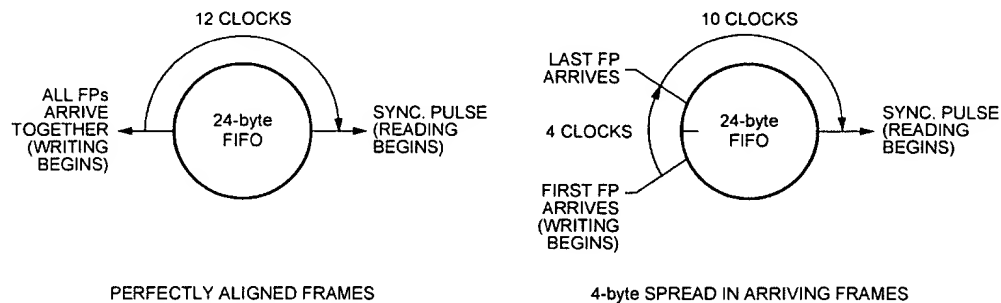 12 CLOCKS
ALL FPs
ARRIVE
TOGETHER
(WRITING
BEGINS)
24-byte
FIFO
SYNC. PULSE
(READING
BEGINS)
PERFECTLY ALIGNED FRAMES
10 CLOCKS
LAST FP
ARRIVES
4 CLOCKS
24-byte
FIFO
SYNC. PULSE
(READING
BEGINS)
FIRST FP
ARRIVES
(WRITING
BEGINS)
4-byte SPREAD IN ARRIVING FRAMES